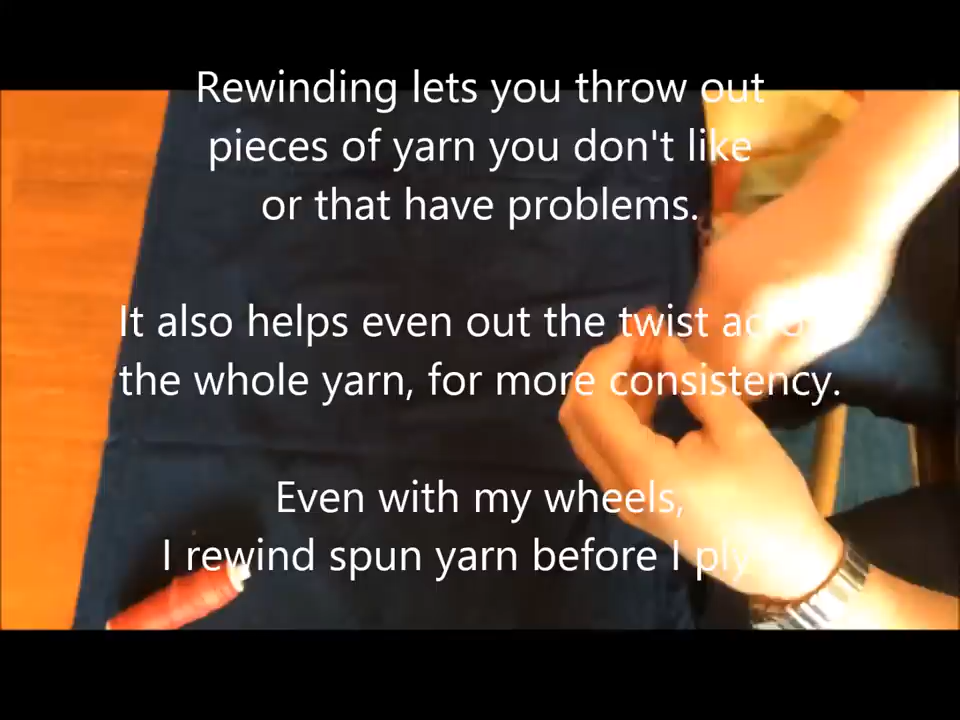 Rewinding lets you throw out
pieces of yarn you don't like
or that have problems.
It also helps even out the twist across
the whole yarn, for more consistency.
Even with my wheels,
I rewind spun yarn before I ply